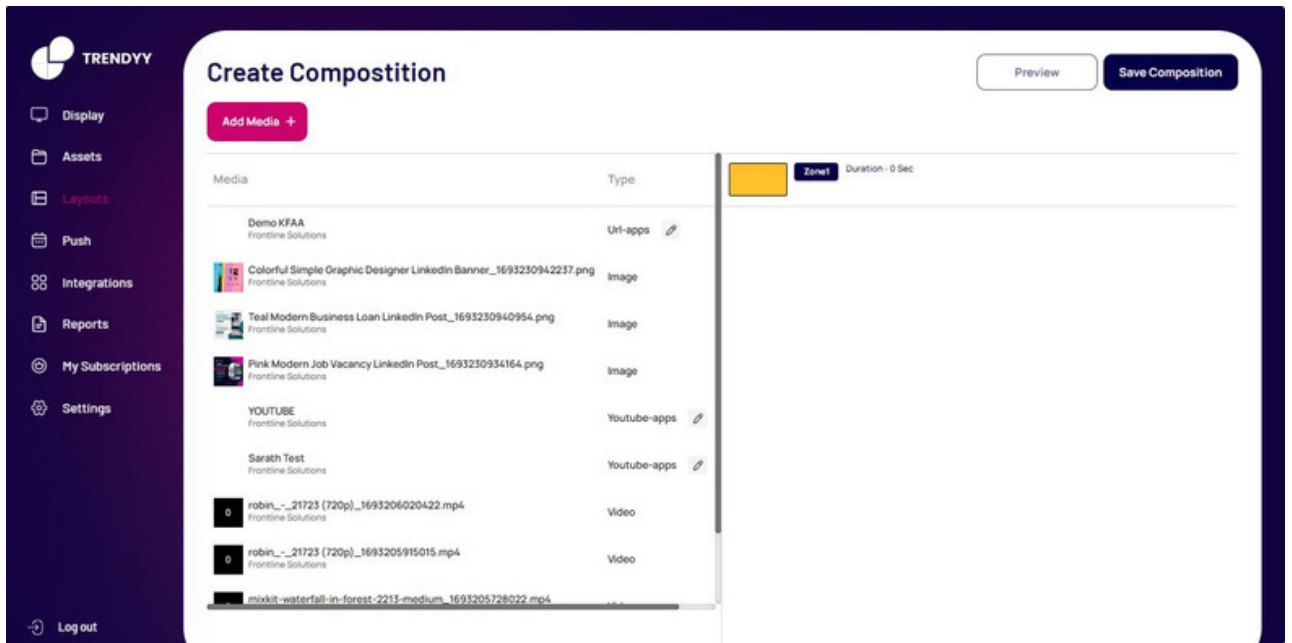 TRENDYY
Display
Assets
Layouts
Push
Integrations
Reports
My Subscriptions
Settings
Log out
Create Compostition
Preview
Save Composition
Add Media +
Media
Type
Demo KFAA
Frontline Solutions
Url-apps
Colorful Simple Graphic Designer LinkedIn Banner_1693230942237.png
Frontline Solutions
Image
Teal Modern Business Loan LinkedIn Post_1693230940954.png
Frontline Solutions
Image
Pink Modern Job Vacancy LinkedIn Post_1693230934164.png
Frontline Solutions
Image
YOUTUBE
Frontline Solutions
Youtube-apps
Sarath Test
Frontline Solutions
Youtube-apps
0
robin_-_21723 (720p)_1693206020422.mp4
Frontline Solutions
Video
0
robin_-_21723 (720p)_1693205915015.mp4
Frontline Solutions
Video
mixkit-waterfall-in-forest-2213-medium_1693205728022.mp4
Zone1
Duration - 0 Sec